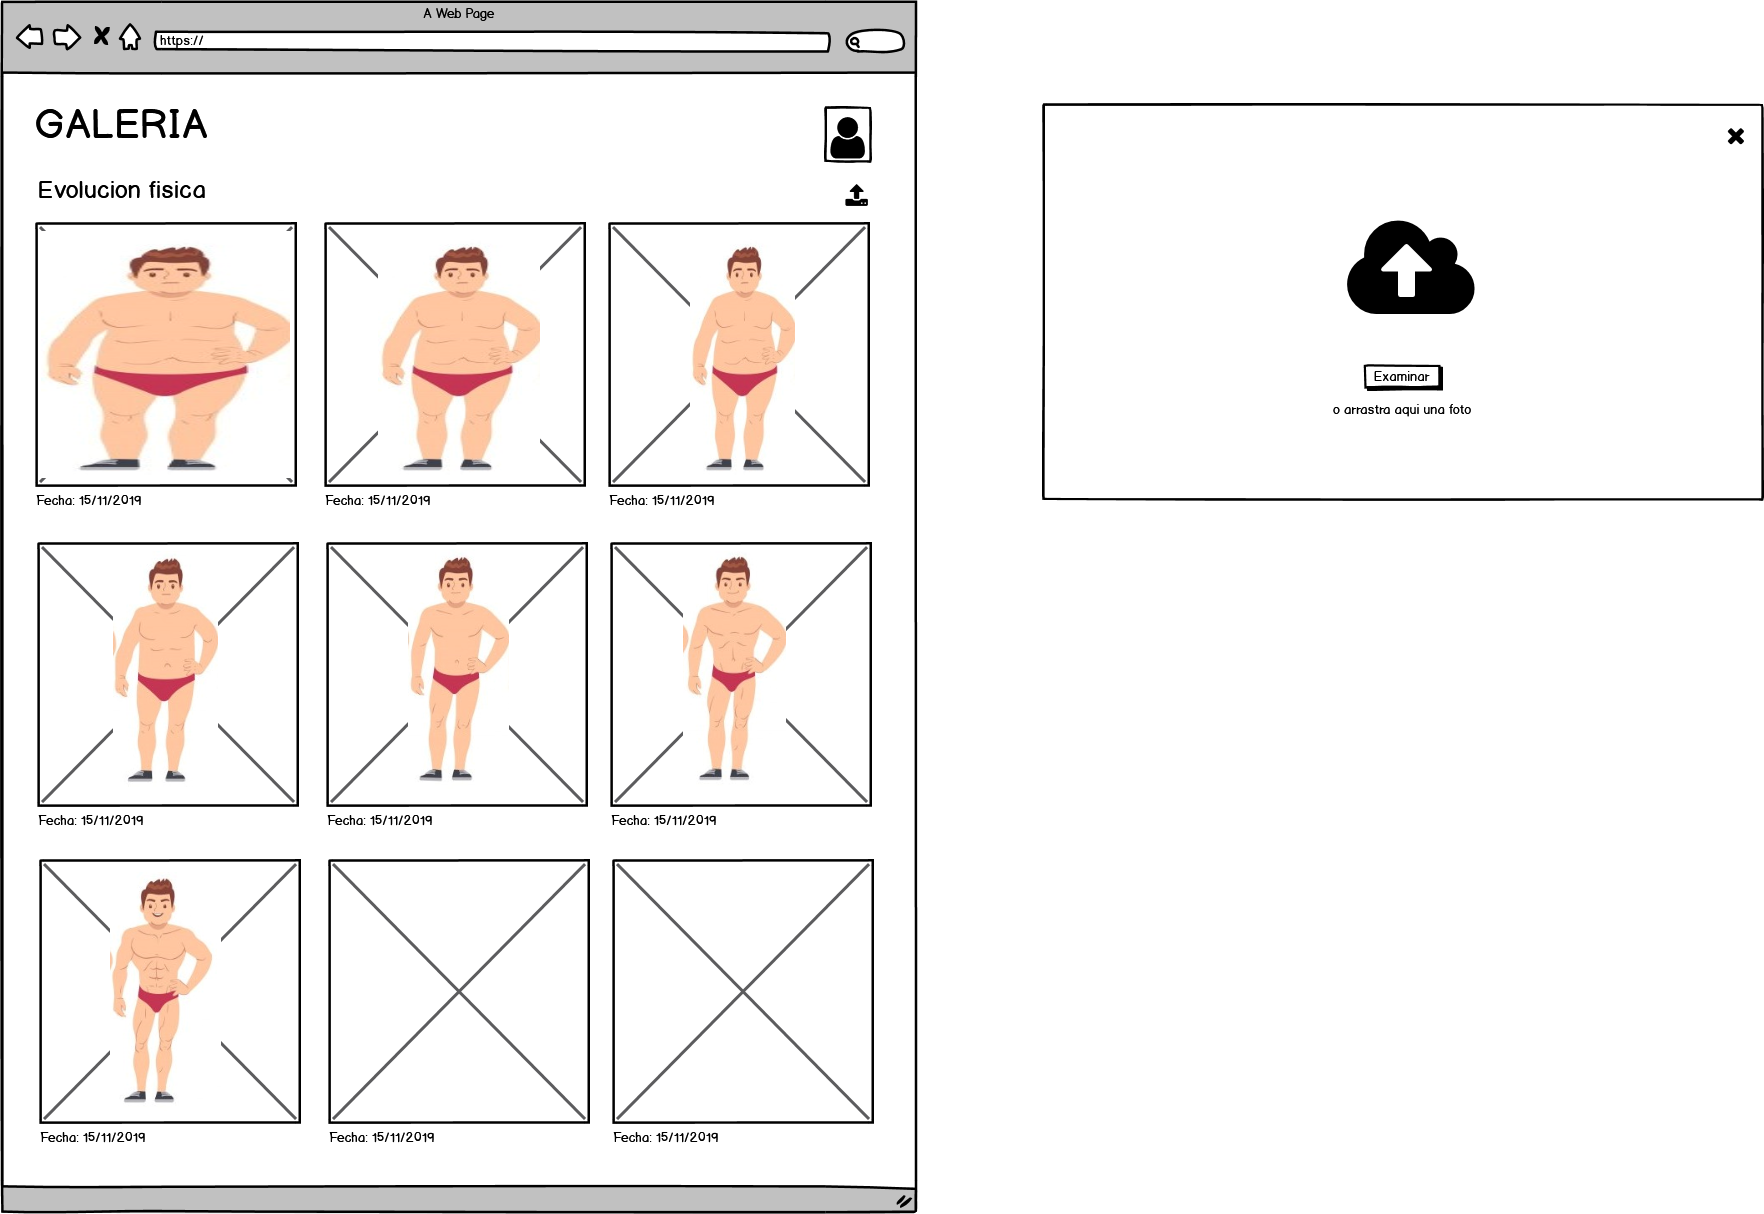 A Web Page
https://
GALERIA
Evolucion fisica
Fecha: 15/11/2019
Fecha: 15/11/2019
Fecha: 15/11/2019
Fecha: 15/11/2019
Fecha: 15/11/2019
Fecha: 15/11/2019
Fecha: 15/11/2019
Fecha: 15/11/2019
Fecha: 15/11/2019
Examinar
o arrastra aqui una foto